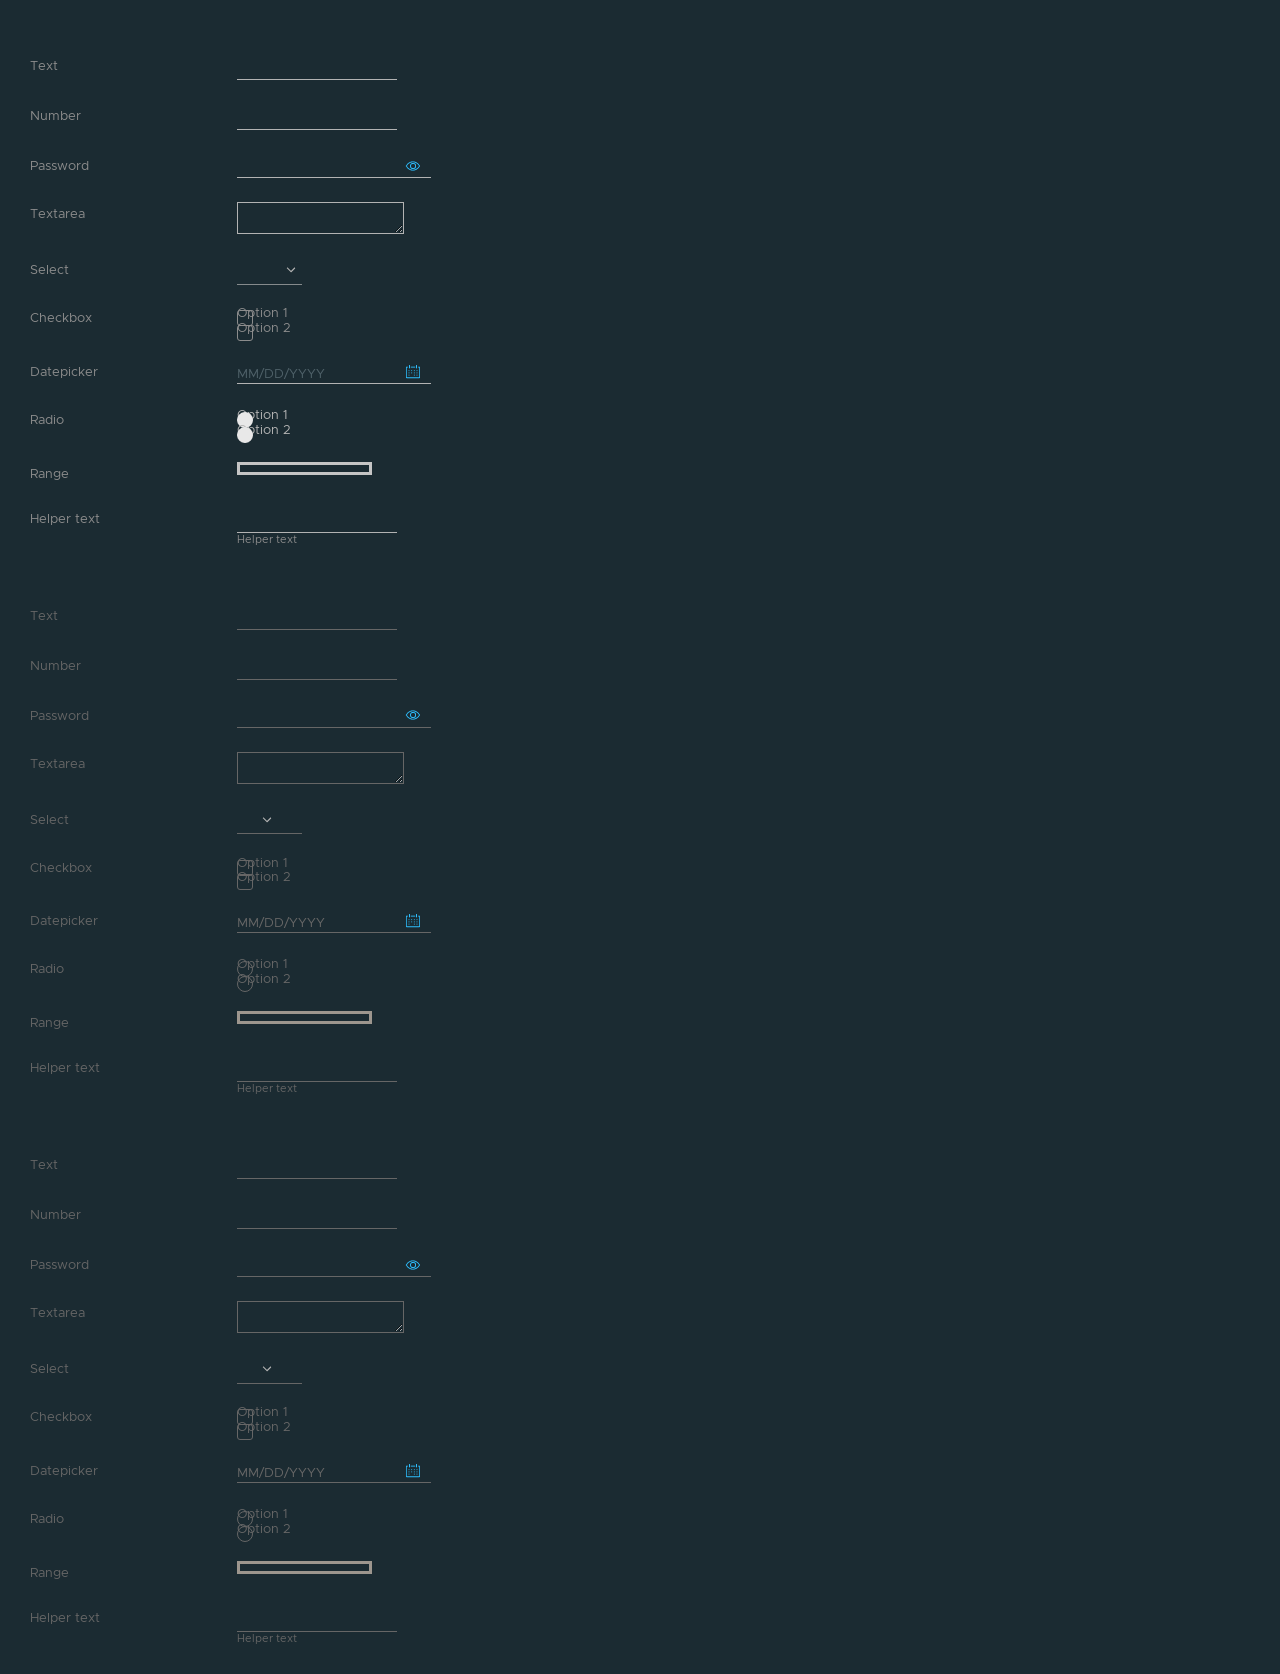 Text
Number
Password
Textarea
Select
Checkbox
Option 1
Option 2
Datepicker
MM/DD/YYYY
Radio
Option 1
Option 2
Range
Helper text
Helper text
Text
Number
Password
Textarea
Select
Checkbox
Option 1
Option 2
Datepicker
MM/DD/YYYY
Radio
Option 1
Option 2
Range
Helper text
Helper text
Text
Number
Password
Textarea
Select
Checkbox
Option 1
Option 2
Datepicker
MM/DD/YYYY
Radio
Option 1
Option 2
Range
Helper text
Helper text